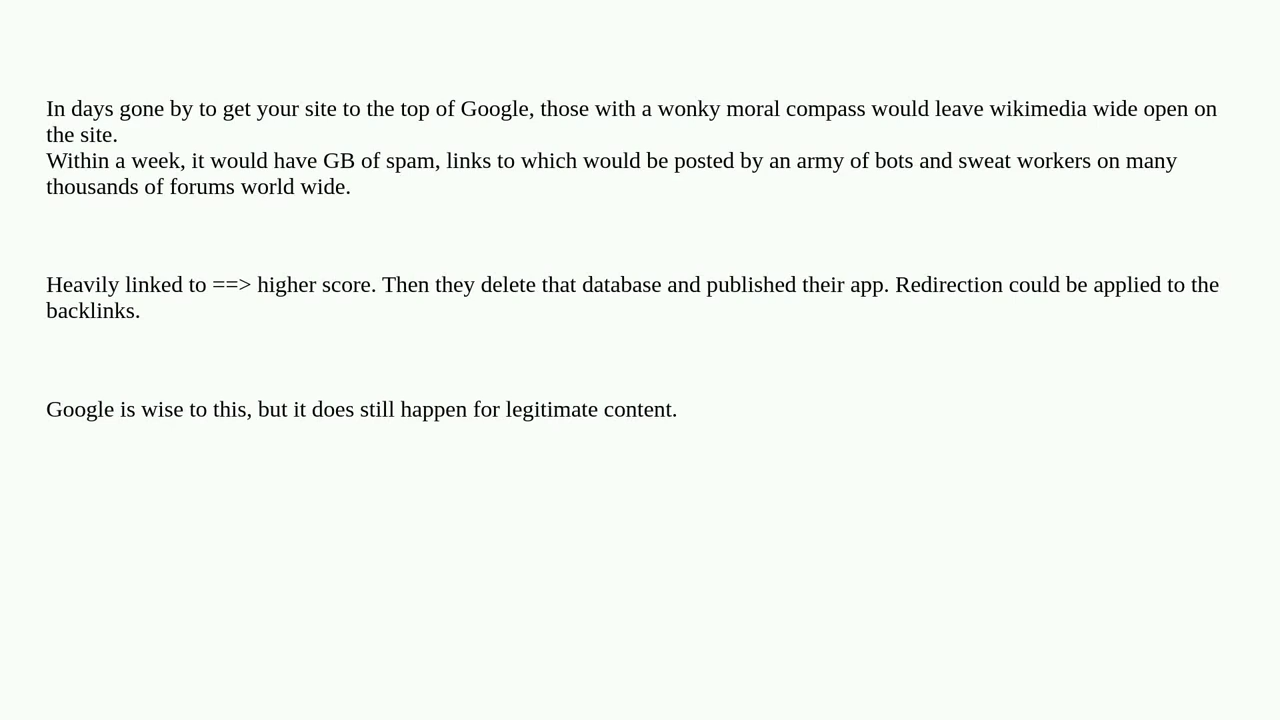 In days gone by to get your site to the top of Google, those with a wonky moral compass would leave wikimedia wide open on
the site.
Within a week, it would have GB of spam, links to which would be posted by an army of bots and sweat workers on many
thousands of forums world wide.
Heavily linked to ==> higher score. Then they delete that database and published their app. Redirection could be applied to the
backlinks.
Google is wise to this, but it does still happen for legitimate content.